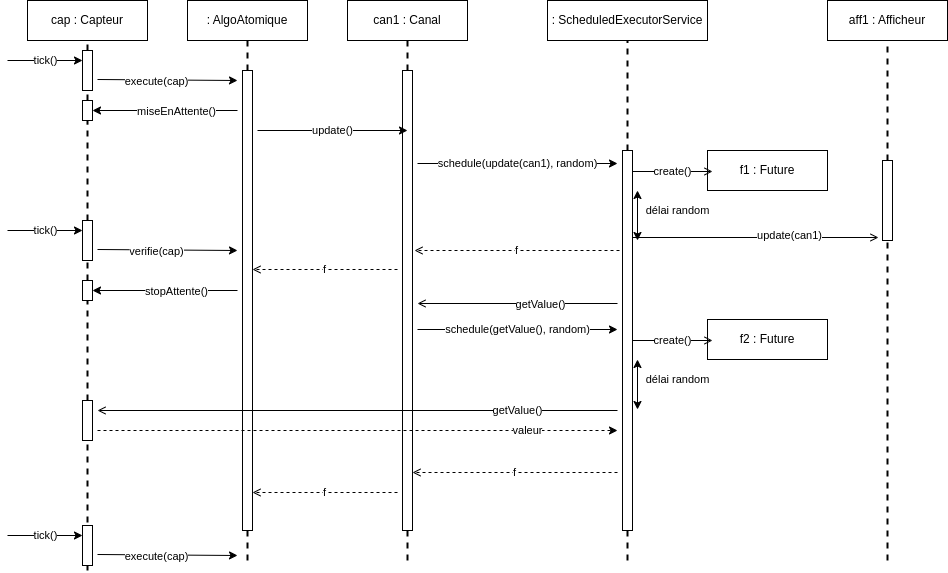 cap : Capteur
: AlgoAtomique
can1 : Canal
: ScheduledExecutorService
aff1 : Afficheur
tick()
execute(cap)
miseEnAttente()
update()
schedule(update(can1), random)
create()
f1 : Future
délai random
tick()
update(can1)
verifie(cap)
f
f
stopAttente()
getValue()
schedule(getValue(), random)
create()
f2 : Future
délai random
getValue()
valeur
f
f
tick()
execute(cap)